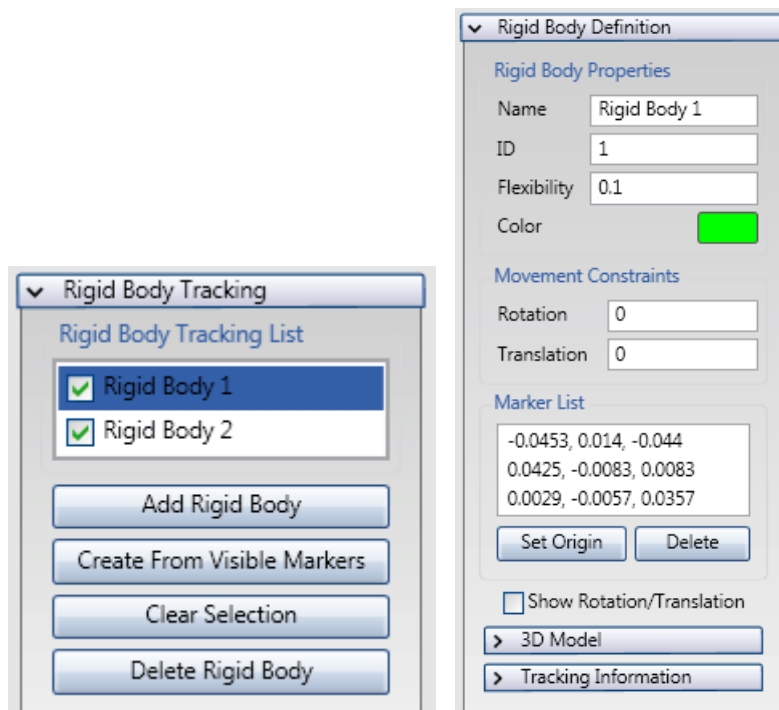 Rigid Body Tracking
Rigid Body Tracking List
Rigid Body 1
Rigid Body 2
Add Rigid Body
Create From Visible Markers
Clear Selection
Delete Rigid Body
Rigid Body Definition
Rigid Body Properties
Name Rigid Body 1
ID 1
Flexibility 0.1
Color
Movement Constraints
Rotation 0
Translation 0
Marker List
-0.0453, 0.014, -0.044
0.0425, -0.0083, 0.0083
0.0029, -0.0057, 0.0357
Set Origin Delete
Show Rotation/Translation
3D Model
Tracking Information